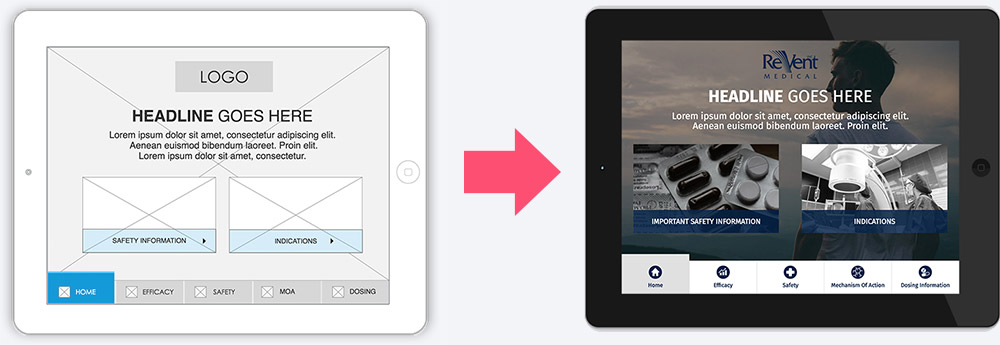 LOGO
HEADLINE GOES HERE
Lorem ipsum dolor sit amet, consectetur adipiscing elit.
Aenean euismod bibendum laoreet. Proin elit.
Lorem ipsum dolor sit amet, consectetur.
SAFETY INFORMATION
INDICATIONS
HOME
EFFICACY
SAFETY
MOA
DOSING
ReVent
MEDICAL
HEADLINE GOES HERE
Lorem ipsum dolor sit amet, consectetur adipiscing elit.
Aenean euismod bibendum laoreet. Proin elit.
IMPORTANT SAFETY INFORMATION
INDICATIONS
Home
Efficacy
Safety
Mechanism Of Action
Dosing Information